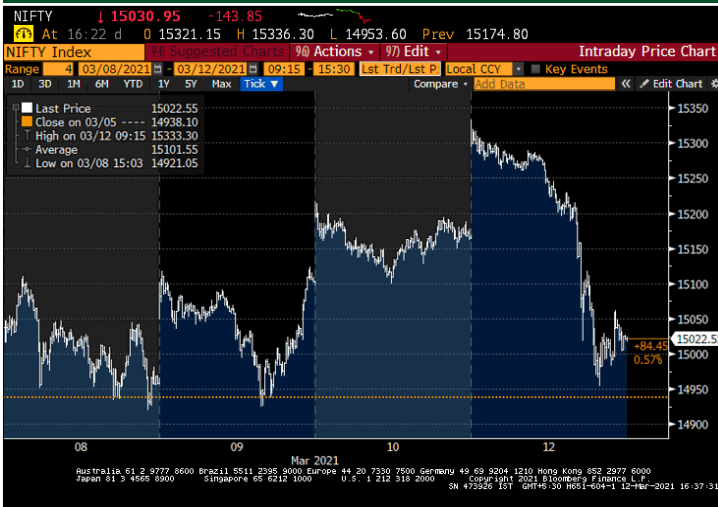 NIFTY ↓ 15030.95 -143.85
At 16:22 d O 15321.15 H 15336.30 L 14953.60 Prev 15174.80
NIFTY Index 94) Suggested Charts 96) Actions 97) Edit Intraday Price Chart
Range 4 03/08/2021 - 03/12/2021 09:15 - 15:30 Lst Trd/Lst P Local CCY Key Events
1D 3D 1M 6M YTD 1Y 5Y Max Tick ▼ Compare Add Data « Edit Chart
Last Price 15022.55
Close on 03/05 ---- 14938.10
High on 03/12 09:15 15333.30
Average 15101.55
Low on 03/08 15:03 14921.05
15350
15300
15250
15200
15150
15100
15050
15022.5
+84.45
0.57%
15000
14950
14900
08 09 10 12
Mar 2021
Australia 61 2 9777 8600 Brazil 5511 2395 9000 Europe 44 20 7330 7500 Germany 49 69 9204 1210 Hong Kong 852 2977 6000
Japan 81 3 4565 8900 Singapore 65 6212 1000 U.S. 1 212 318 2000 Copyright 2021 Bloomberg Finance L.P.
SN 473926 IST GMT+5:30 H651-604-1 12-Mar-2021 16:37:31